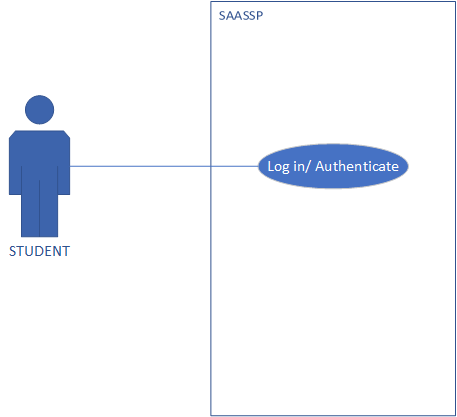 SAASSP
Log in/ Authenticate
STUDENT